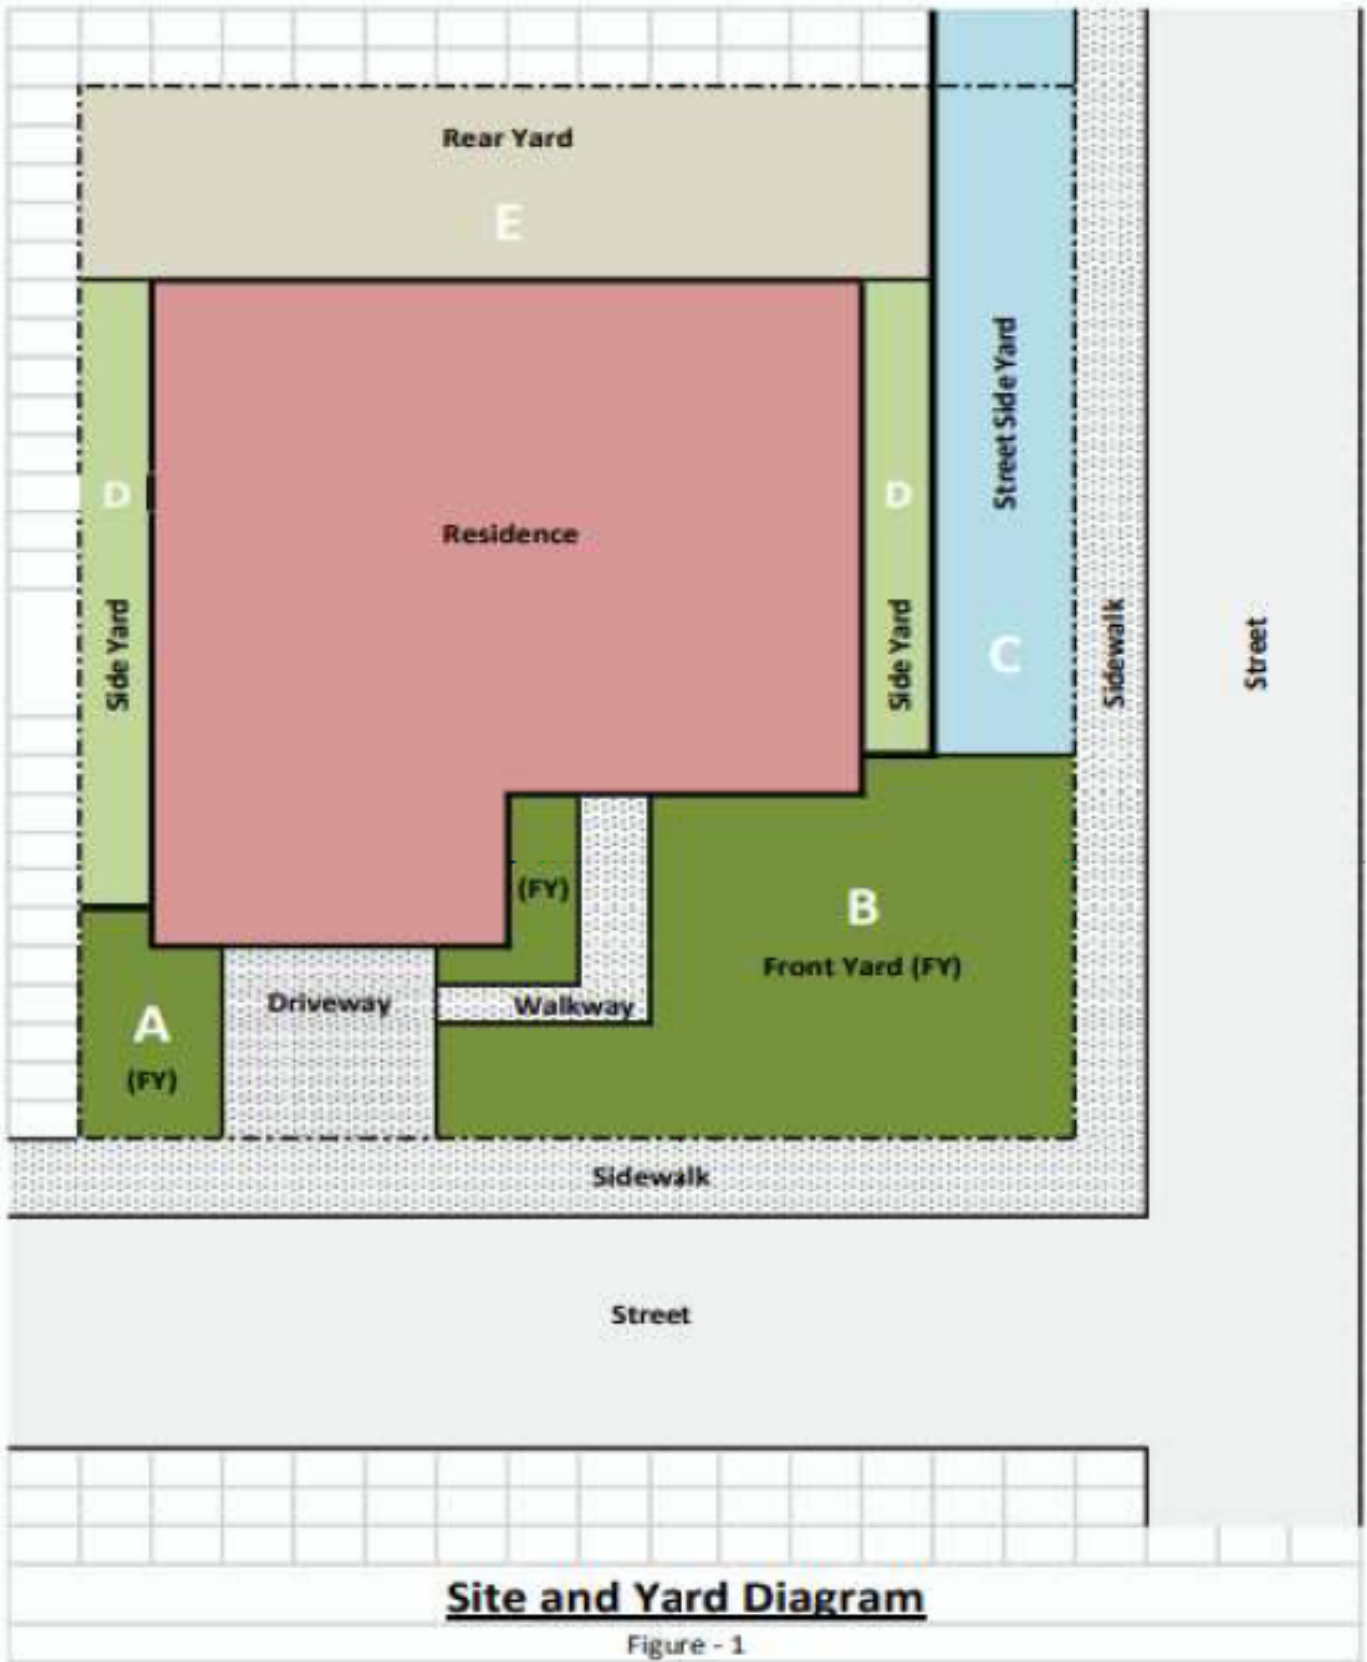 Rear Yard
E
Street Side Yard
D
D
Residence
Side Yard
Side Yard
C
Sidewalk
Street
(FY)
B
Front Yard (FY)
Driveway
Walkway
A
(FY)
Sidewalk
Street
Site and Yard Diagram
Figure - 1